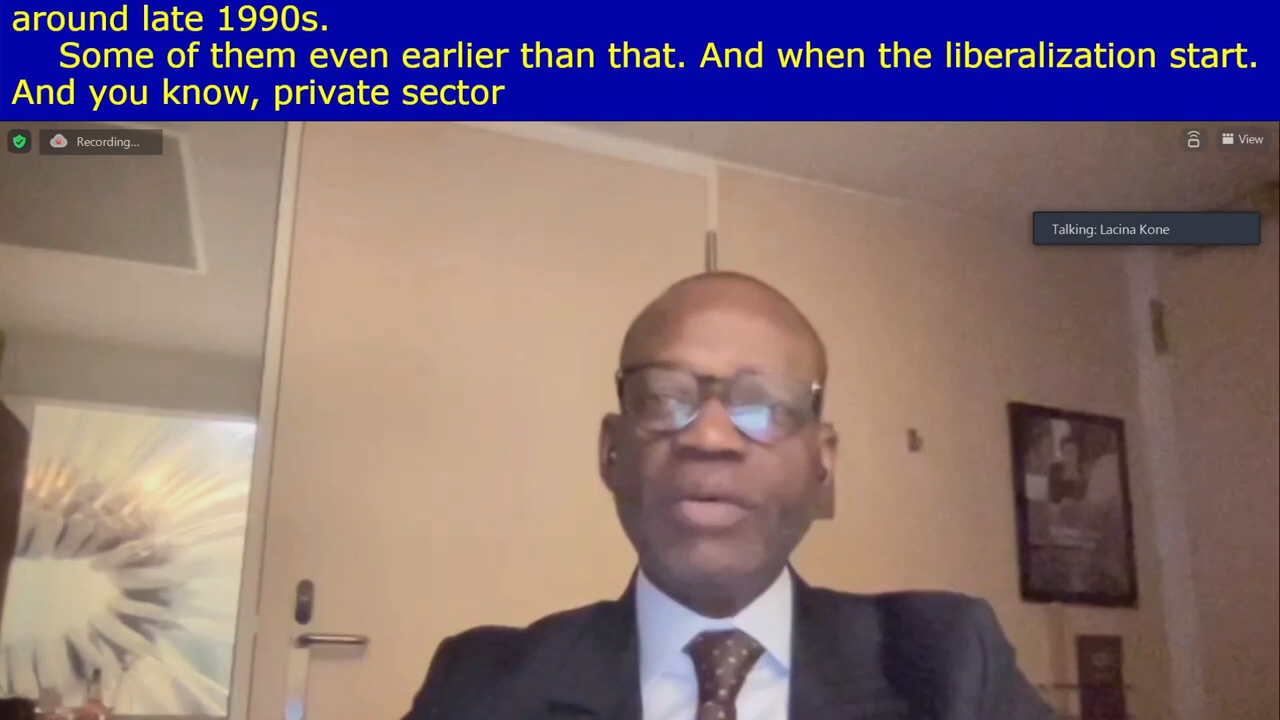 around late 1990s.
Some of them even earlier than that. And when the liberalization start.
And you know, private sector
Recording...
View
Talking: Lacina Kone